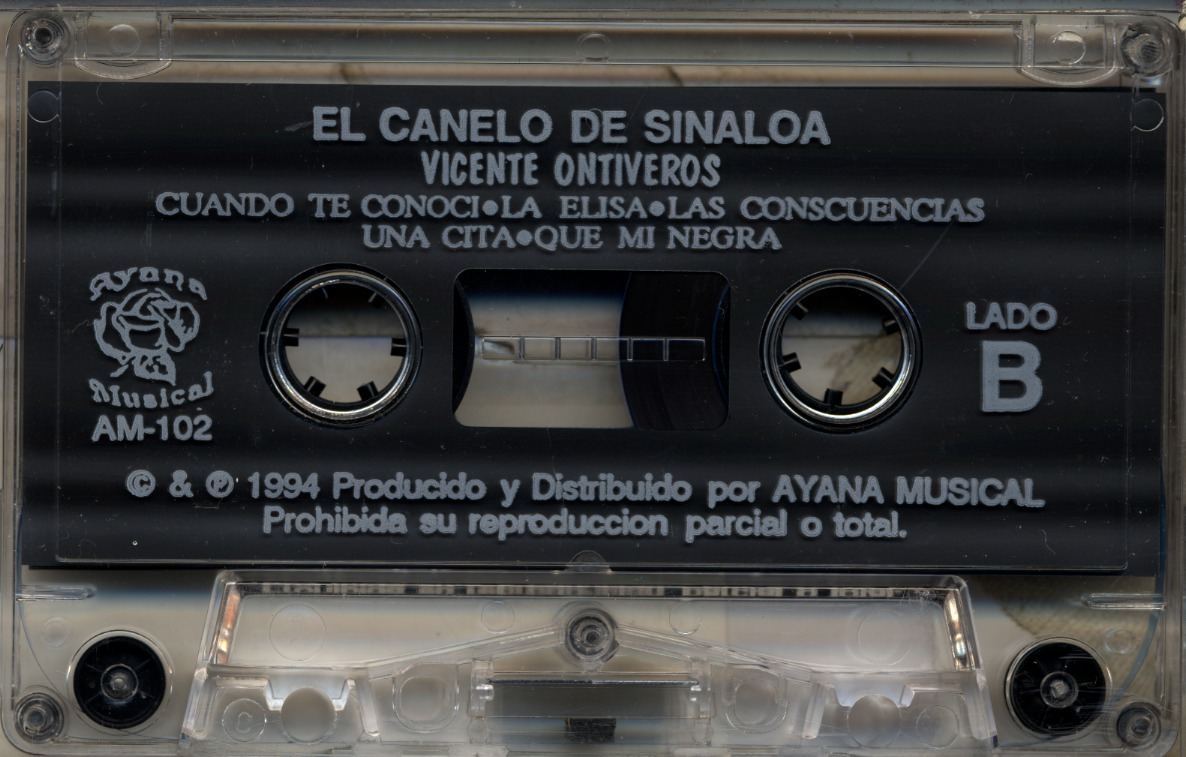 EL CANELO DE SINALOA
VICENTE ONTIVEROS
CUANDO TE CONOCI•LA ELISA•LAS CONSCUENCIAS
UNA CITA•QUE MI NEGRA
Ayana
Musical
AM-102
LADO
B
© & ℗ 1994 Producido y Distribuido por AYANA MUSICAL
Prohibida su reproduccion parcial o total.